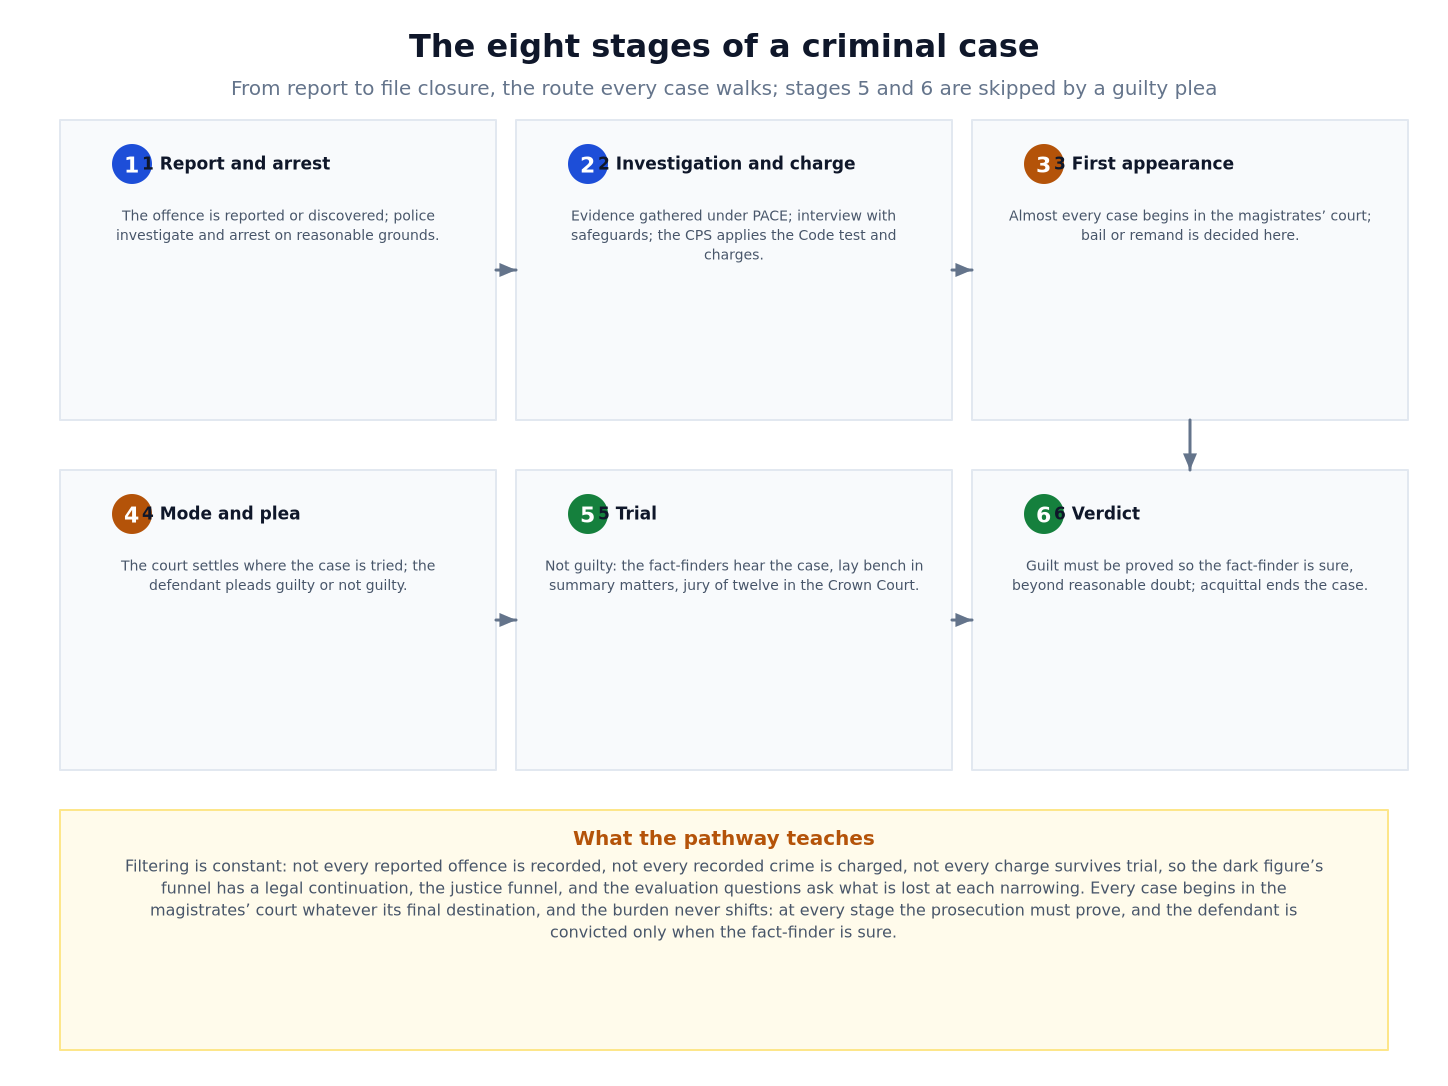 The eight stages of a criminal case
From report to file closure, the route every case walks; stages 5 and 6 are skipped by a guilty plea
1 1 Report and arrest
The offence is reported or discovered; police
investigate and arrest on reasonable grounds.
2 2 Investigation and charge
Evidence gathered under PACE; interview with
safeguards; the CPS applies the Code test and
charges.
3 3 First appearance
Almost every case begins in the magistrates’ court;
bail or remand is decided here.
4 4 Mode and plea
The court settles where the case is tried; the
defendant pleads guilty or not guilty.
5 5 Trial
Not guilty: the fact-finders hear the case, lay bench in
summary matters, jury of twelve in the Crown Court.
6 6 Verdict
Guilt must be proved so the fact-finder is sure,
beyond reasonable doubt; acquittal ends the case.
What the pathway teaches
Filtering is constant: not every reported offence is recorded, not every recorded crime is charged, not every charge survives trial, so the dark figure’s
funnel has a legal continuation, the justice funnel, and the evaluation questions ask what is lost at each narrowing. Every case begins in the
magistrates’ court whatever its final destination, and the burden never shifts: at every stage the prosecution must prove, and the defendant is
convicted only when the fact-finder is sure.